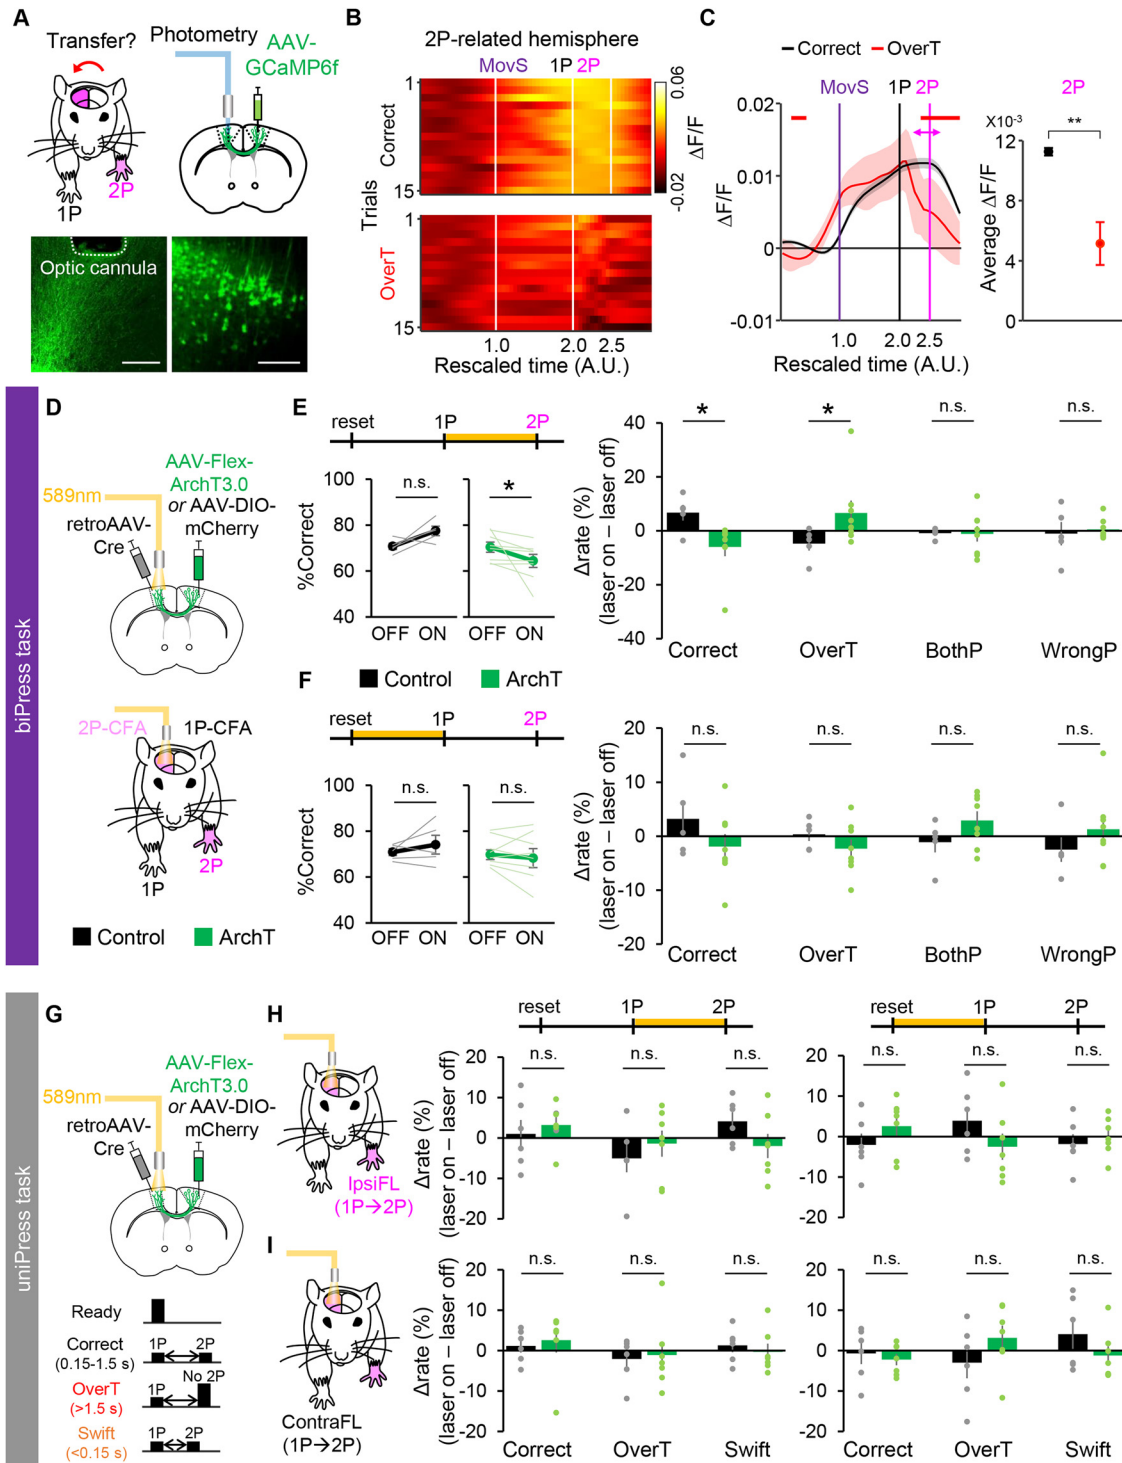 A
Transfer?
1P
2P
Photometry
AAV-
GCaMP6f
Optic cannula
B
2P-related hemisphere
MovS 1P 2P
Trials
Correct
1
15
OverT
1
15
1.0 2.0 2.5
Rescaled time (A.U.)
0.06
-0.02
ΔF/F
C
Correct OverT
MovS 1P 2P
ΔF/F
0.02
0.01
0
-0.01
1.0 2.0 2.5
Rescaled time (A.U.)
2P
X10-3
**
Average ΔF/F
12
8
4
0
biPress task
D
AAV-Flex-
ArchT3.0
or AAV-DIO-
mCherry
589nm
retroAAV-
Cre
2P-CFA 1P-CFA
1P
2P
Control ArchT
E
reset 1P 2P
%Correct
100
80
60
40
n.s. *
OFF ON OFF ON
Control ArchT
Δrate (%)
(laser on – laser off)
40
20
0
-20
-40
* * n.s. n.s.
Correct OverT BothP WrongP
F
reset 1P 2P
%Correct
100
80
60
40
n.s. n.s.
OFF ON OFF ON
Δrate (%)
(laser on – laser off)
20
10
0
-10
-20
n.s. n.s. n.s. n.s.
Correct OverT BothP WrongP
uniPress task
G
AAV-Flex-
ArchT3.0
or AAV-DIO-
mCherry
589nm
retroAAV-
Cre
Ready
Correct
(0.15-1.5 s)
1P 2P
OverT
(>1.5 s)
1P No 2P
Swift
(<0.15 s)
1P 2P
H
IpsiFL
(1P→2P)
reset 1P 2P
Δrate (%)
(laser on – laser off)
20
10
0
-10
-20
n.s. n.s. n.s.
reset 1P 2P
20
10
0
-10
-20
n.s. n.s. n.s.
I
ContraFL
(1P→2P)
Δrate (%)
(laser on – laser off)
20
10
0
-10
-20
n.s. n.s. n.s.
Correct OverT Swift
20
10
0
-10
-20
n.s. n.s. n.s.
Correct OverT Swift